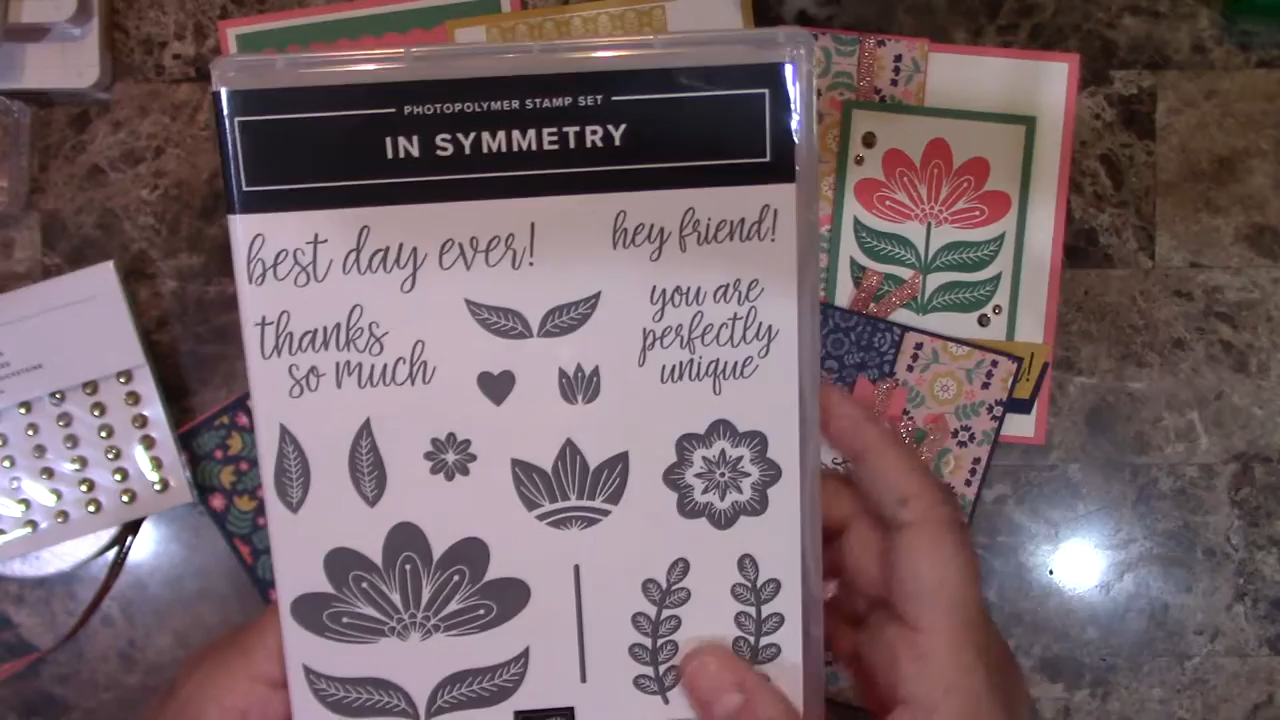 PHOTOPOLYMER STAMP SET
IN SYMMETRY
best day ever!
hey friend!
thanks
so much
you are
perfectly
unique